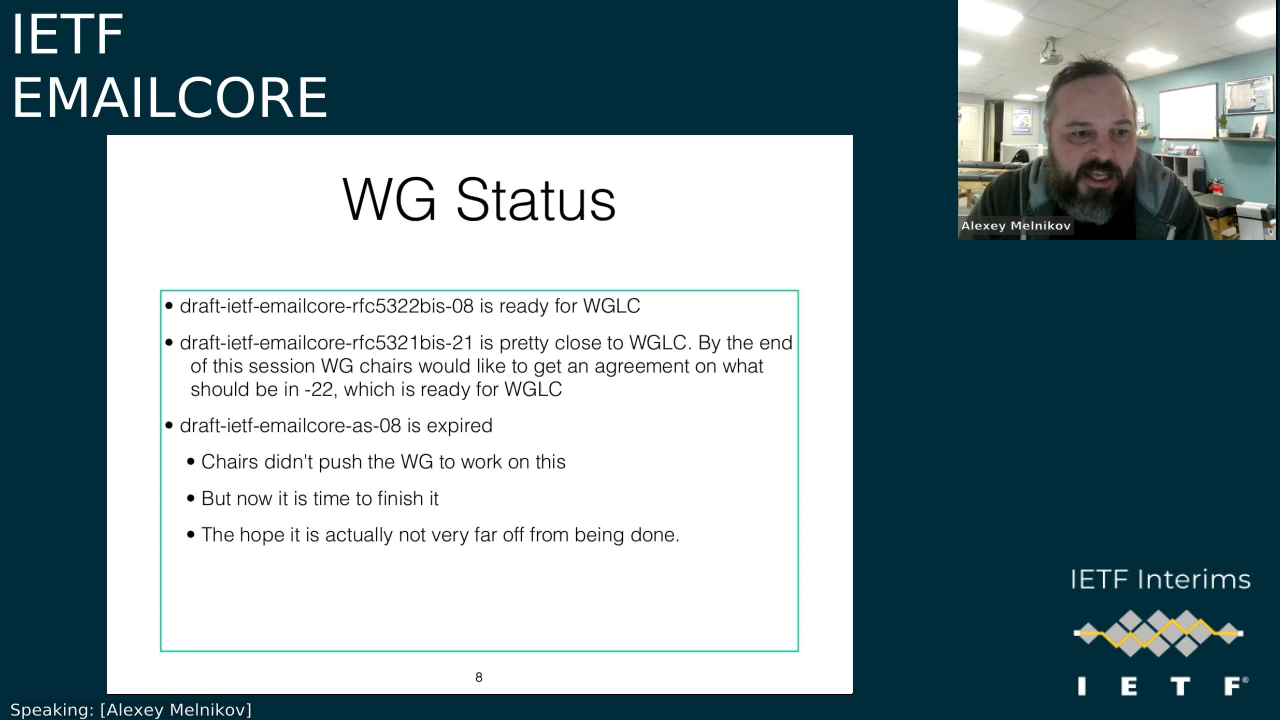 IETF
EMAILCORE
WG Status
• draft-ietf-emailcore-rfc5322bis-08 is ready for WGLC
• draft-ietf-emailcore-rfc5321bis-21 is pretty close to WGLC. By the end
of this session WG chairs would like to get an agreement on what
should be in -22, which is ready for WGLC
• draft-ietf-emailcore-as-08 is expired
• Chairs didn't push the WG to work on this
• But now it is time to finish it
• The hope it is actually not very far off from being done.
8
Alexey Melnikov
IETF Interims
I E T F®
Speaking: [Alexey Melnikov]